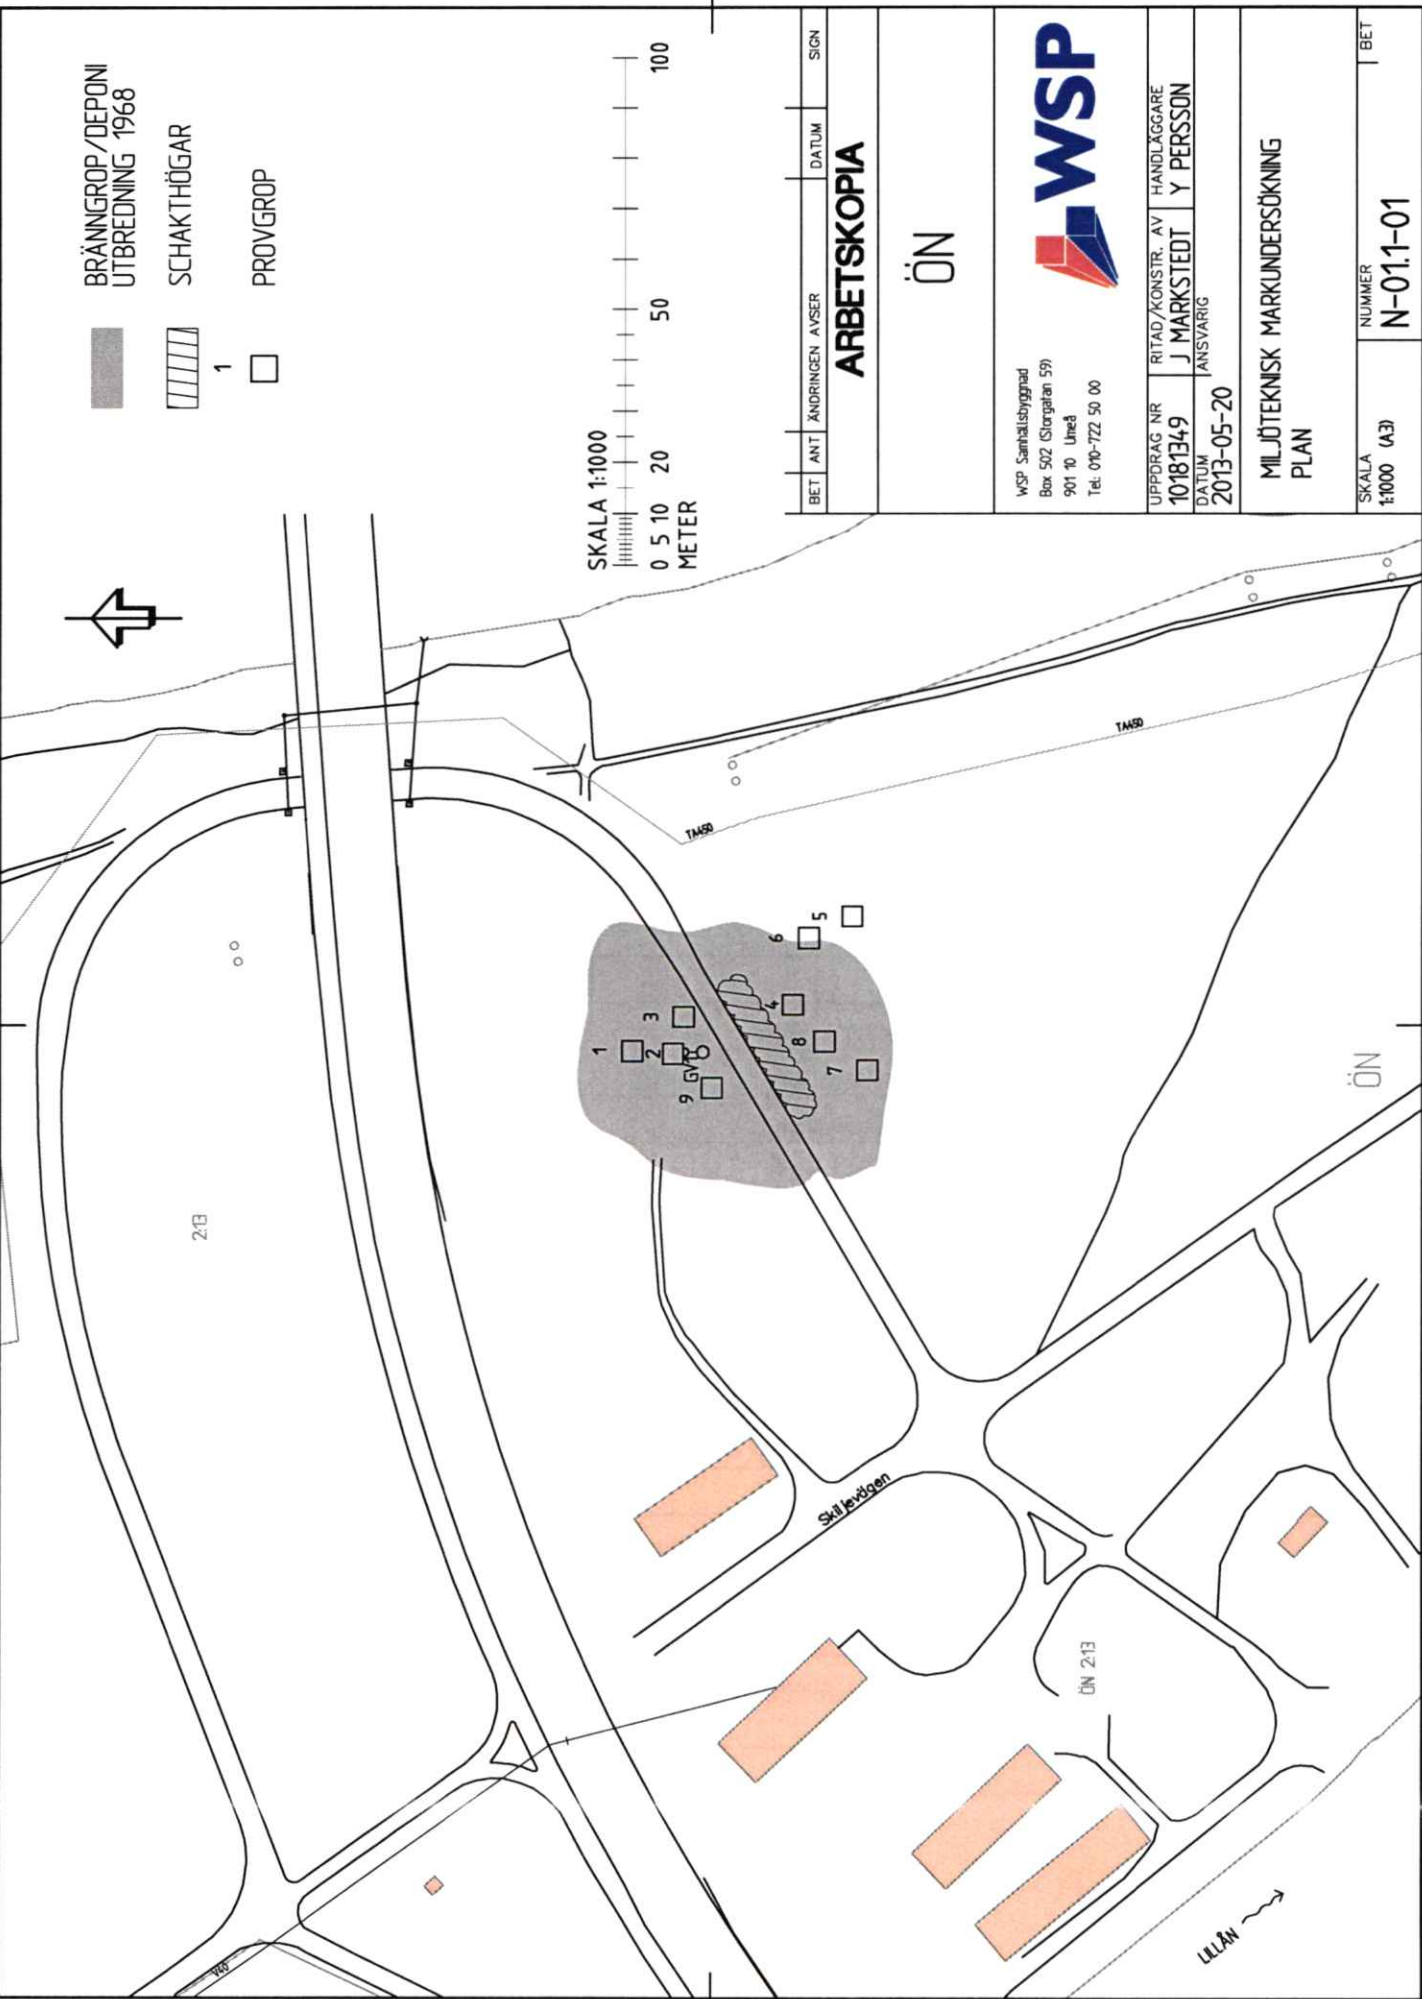 BRÄNNGROP/DEPONI
UTBREDNING 1968
SCHAKTHÖGAR
1
PROVGROP
SKALA 1:1000
0 5 10 20 50 100
METER
BET ANT ÄNDRINGEN AVSER DATUM SIGN
ARBETSKOPIA
ÖN
WSP
WSP Samhällsbyggnad
Box 502 (Storgatan 59)
901 10 Umeå
Tel: 010-722 50 00
UPPDRAG NR RITAD/KONSTR. AV HANDLÄGGARE
10181349 J MARKSTEDT Y PERSSON
DATUM ANSVARIG
2013-05-20
MILJÖTEKNISK MARKUNDERSÖKNING
PLAN
SKALA NUMMER BET
1:1000 (A3) N-01.1-01
2:13
1
2
3
GV1
9
4
8
7
6
5
TA450
TA450
Skiljevägen
ÖN
ÖN 2:13
V40
LILLÅN